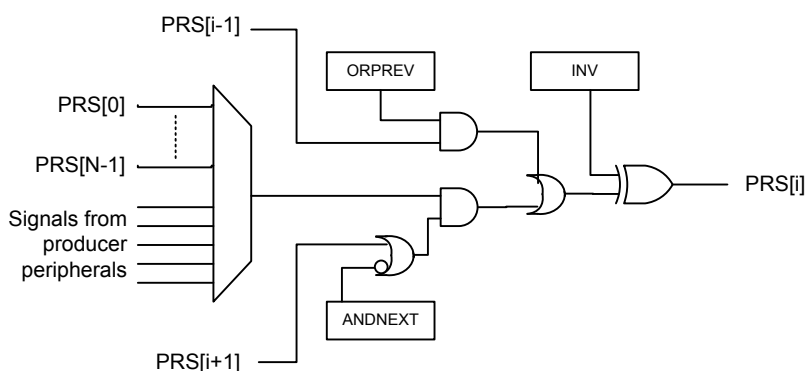 PRS[i-1]
ORPREV
INV
PRS[0]
PRS[N-1]
PRS[i]
Signals from
producer
peripherals
ANDNEXT
PRS[i+1]